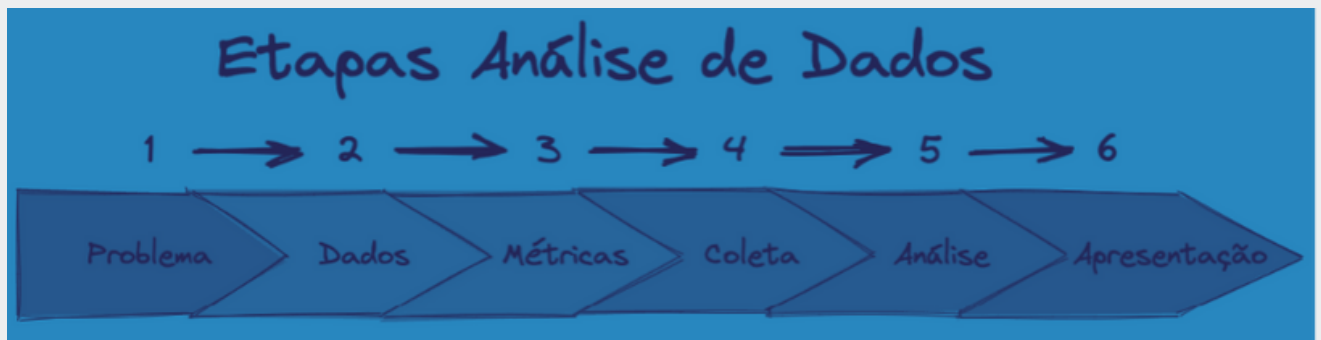 Etapas Análise de Dados
1 2 3 4 5 6
Problema Dados Métricas Coleta Análise Apresentação